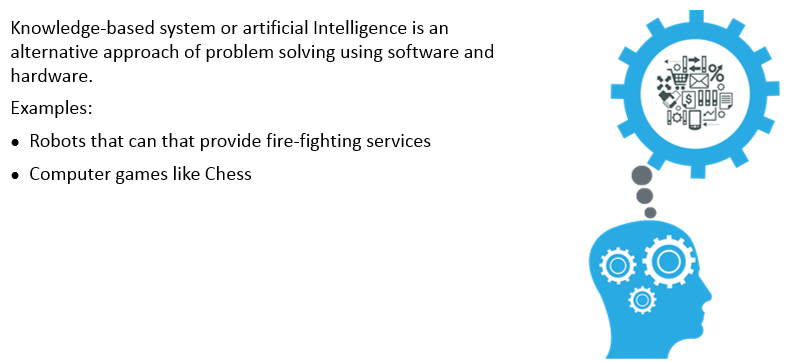 Knowledge-based system or artificial Intelligence is an
alternative approach of problem solving using software and
hardware.
Examples:
● Robots that can that provide fire-fighting services
● Computer games like Chess